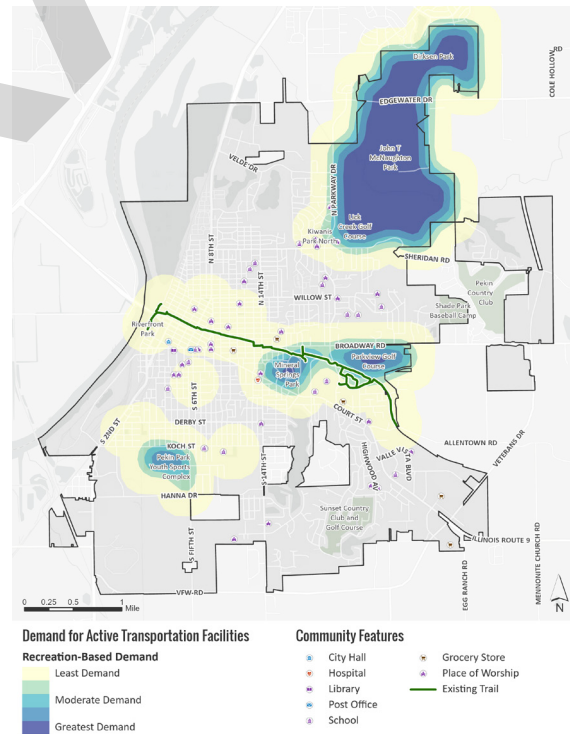 Dirksen Park
COLE HOLLOW RD
EDGEWATER DR
John T
McNaughton
Park
VELDE DR
N PARKWAY DR
Lick
Creek Golf
Course
Kiwanis
Park North
N 8TH ST
SHERIDAN RD
N 14TH ST
WILLOW ST
Pekin
Country
Club
Shade Park
Baseball Camp
Riverfront
Park
BROADWAY RD
Parkview Golf
Course
Mineral
Springs
Park
S 6TH ST
COURT ST
DERBY ST
S 2ND ST
ALLENTOWN RD
VETERANS DR
KOCH ST
Pekin Park
Youth Sports
Complex
S 14TH ST
HIGHWOOD AV
VALLE VISTA BLVD
HANNA DR
Sunset Country
Club and
Golf Course
ILLINOIS ROUTE 9
S FIFTH ST
EGG RANCH RD
MENNONITE CHURCH RD
VFW RD
0 0.25 0.5 1
Mile
N
Demand for Active Transportation Facilities
Recreation-Based Demand
Least Demand
Moderate Demand
Greatest Demand
Community Features
City Hall
Hospital
Library
Post Office
School
Grocery Store
Place of Worship
Existing Trail